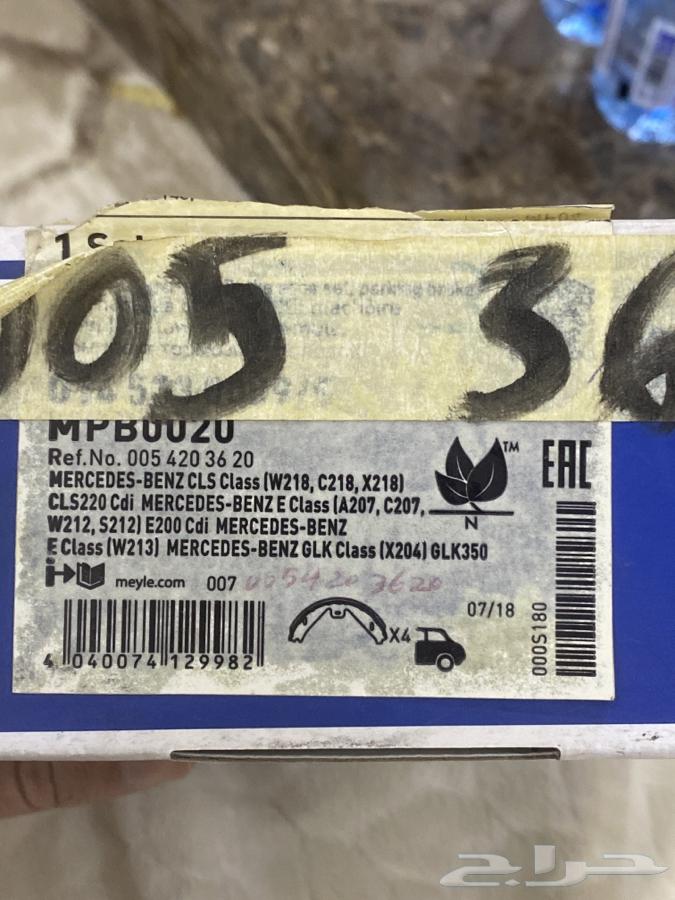 005 36
MPB0020
Ref.No. 005 420 36 20
MERCEDES-BENZ CLS Class (W218, C218, X218)
CLS220 Cdi MERCEDES-BENZ E Class (A207, C207,
W212, S212) E200 Cdi MERCEDES-BENZ
E Class (W213) MERCEDES-BENZ GLK Class (X204) GLK350
TM
N
EAC
meyle.com 007 005420 3620
07/18
X4
000S180
4 040074 129982
حراج